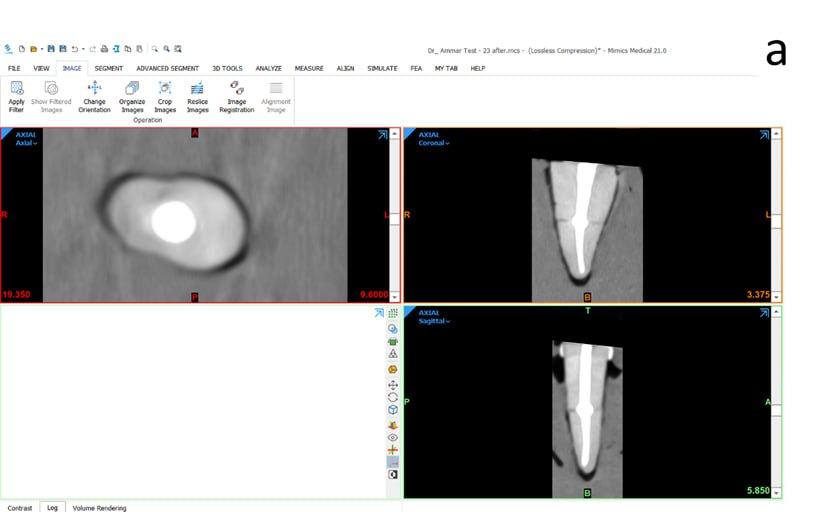 Dr_ Ammar Test - 23 after.mcs - (Lossless Compression)* - Mimics Medical 21.0
a
FILE VIEW IMAGE SEGMENT ADVANCED SEGMENT 3D TOOLS ANALYZE MEASURE ALIGN SIMULATE FEA MY TAB HELP
Apply Show Filtered Change Organize Crop Reslice Image Alignment
Filter Images Orientation Images Images Images Registration Image
Operation
AXIAL
Axial
A
R
L
19.350
P
9.6000
AXIAL
Coronal
R
L
B
3.375
AXIAL
Sagittal
T
P
A
B
5.850
Contrast Log Volume Rendering